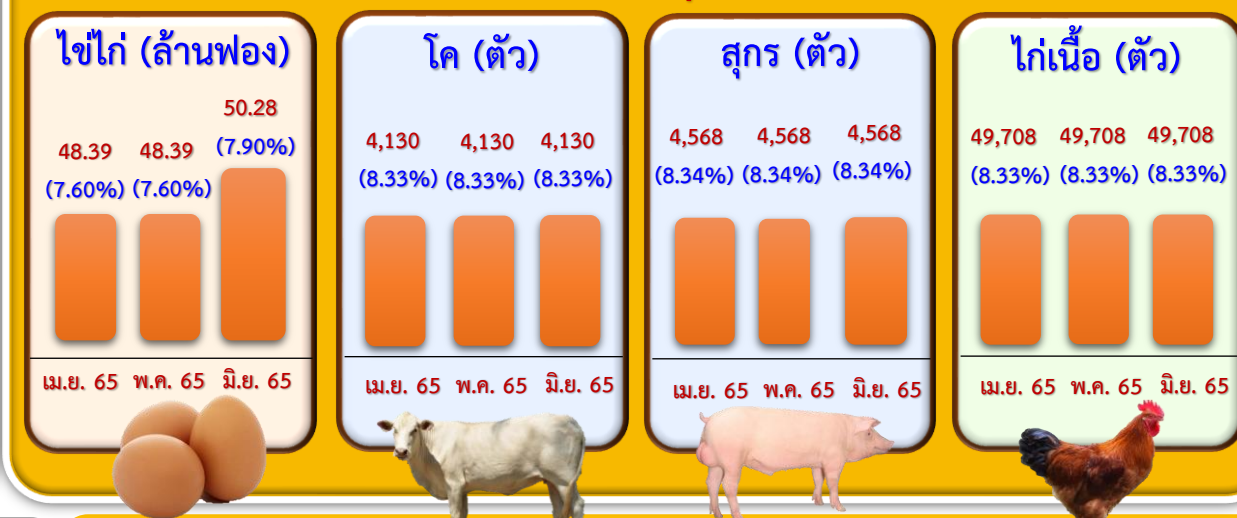 ไข่ไก่ (ล้านฟอง)
48.39
(7.60%)
48.39
(7.60%)
50.28
(7.90%)
เม.ย. 65 พ.ค. 65 มิ.ย. 65
โค (ตัว)
4,130 4,130 4,130
(8.33%) (8.33%) (8.33%)
เม.ย. 65 พ.ค. 65 มิ.ย. 65
สุกร (ตัว)
4,568 4,568 4,568
(8.34%) (8.34%) (8.34%)
เม.ย. 65 พ.ค. 65 มิ.ย. 65
ไก่เนื้อ (ตัว)
49,708 49,708 49,708
(8.33%) (8.33%) (8.33%)
เม.ย. 65 พ.ค. 65 มิ.ย. 65